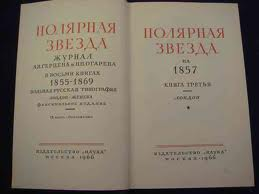 ПОЛЯРНАЯ
ЗВЕЗДА
ЖУРНАЛ
А.И.ГЕРЦЕНА и Н.П.ОГАРЕВА
В ВОСЬМИ КНИГАХ
1855-1869
ВОЛЬНАЯ РУССКАЯ ТИПОГРАФИЯ
ЛОНДОН-ЖЕНЕВА
ФАКСИМИЛЬНОЕ ИЗДАНИЕ
ИЗДАТЕЛЬСТВО „НАУКА"
МОСКВА 1966
ПОЛЯРНАЯ
ЗВЕЗДА
НА
1857
КНИГА ТРЕТЬЯ
ЛОНДОН
ИЗДАТЕЛЬСТВО „НАУКА"
МОСКВА 1966